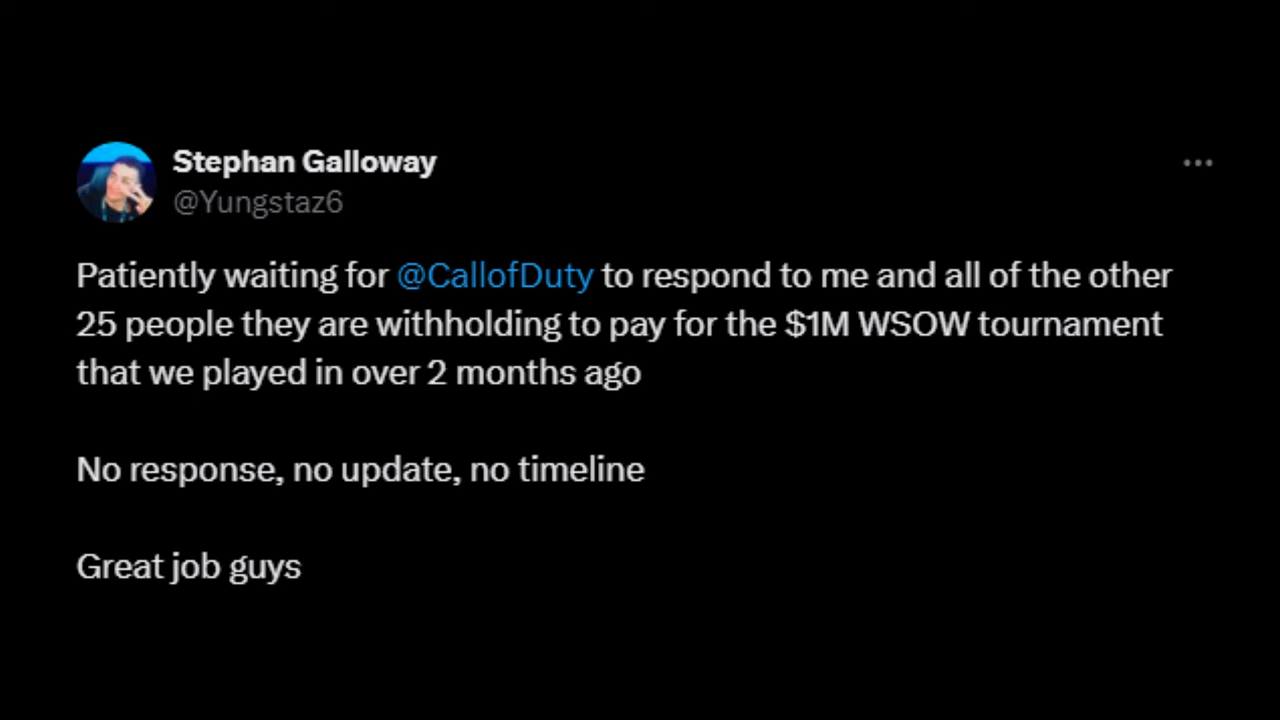 Stephan Galloway
@Yungstaz6
Patiently waiting for @CallofDuty to respond to me and all of the other
25 people they are withholding to pay for the $1M WSOW tournament
that we played in over 2 months ago
No response, no update, no timeline
Great job guys